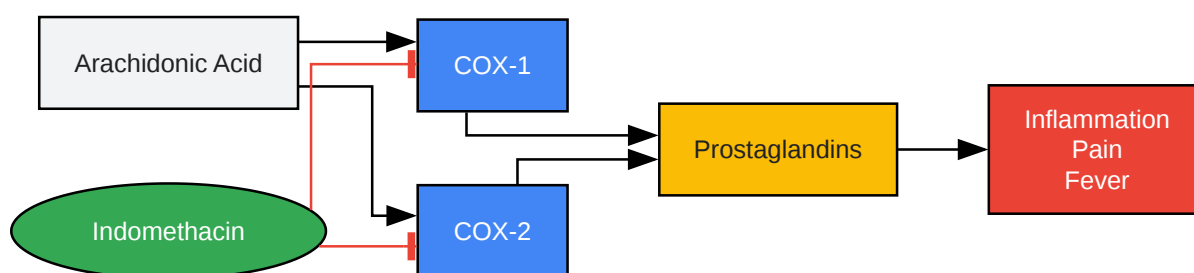 Arachidonic Acid
COX-1
Prostaglandins
Inflammation
Pain
Fever
Indomethacin
COX-2